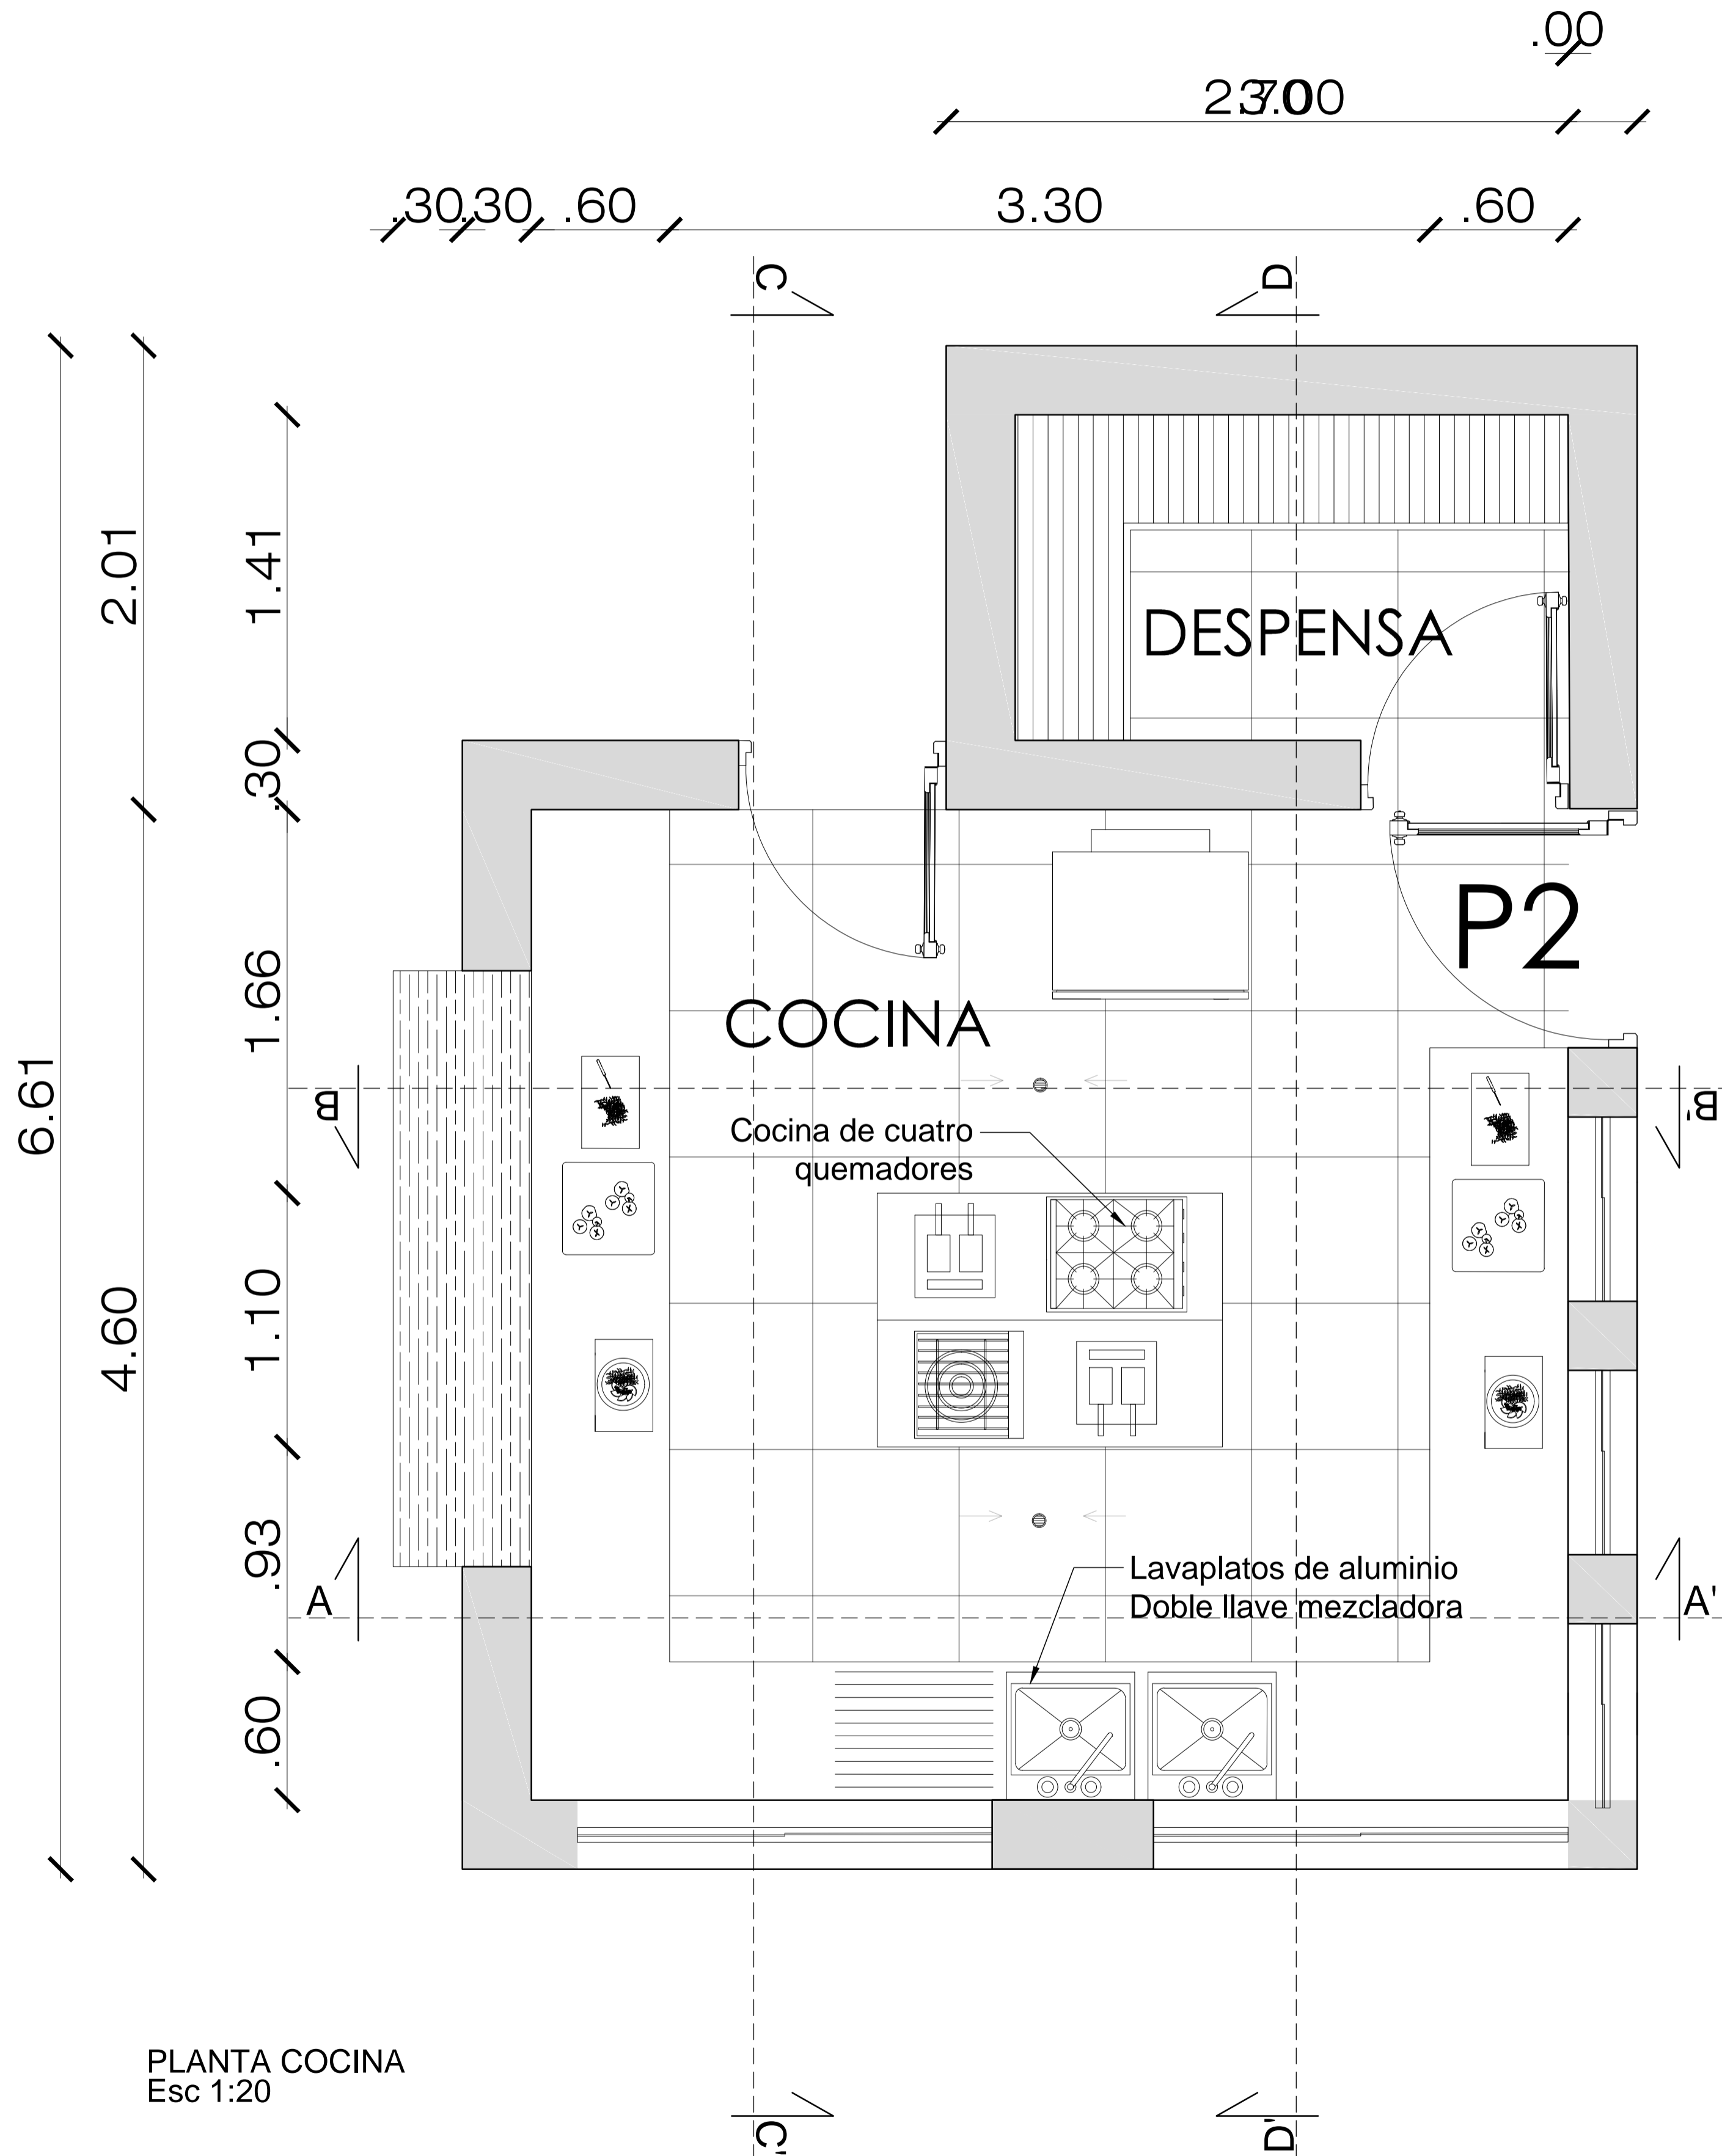 .00
.30
.30
.60
3.30
.60
C
D
6.61
2.01
4.60
1.41
.30
1.66
1.10
.93
.60
DESPENSA
P2
COCINA
B
B'
Cocina de cuatro
quemadores
Lavaplatos de aluminio
Doble llave mezcladora
A
A'
PLANTA COCINA
Esc 1:20
C'
D'